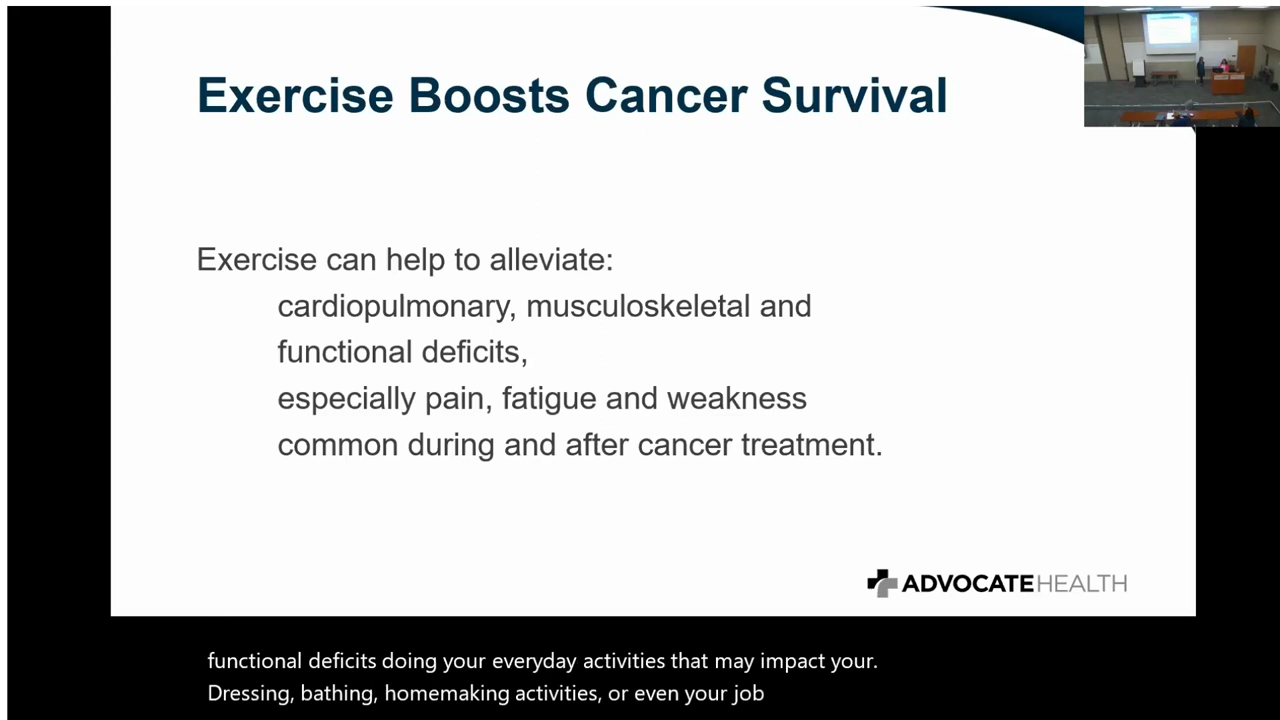 Exercise Boosts Cancer Survival
Exercise can help to alleviate:
cardiopulmonary, musculoskeletal and
functional deficits,
especially pain, fatigue and weakness
common during and after cancer treatment.
ADVOCATEHEALTH
functional deficits doing your everyday activities that may impact your.
Dressing, bathing, homemaking activities, or even your job